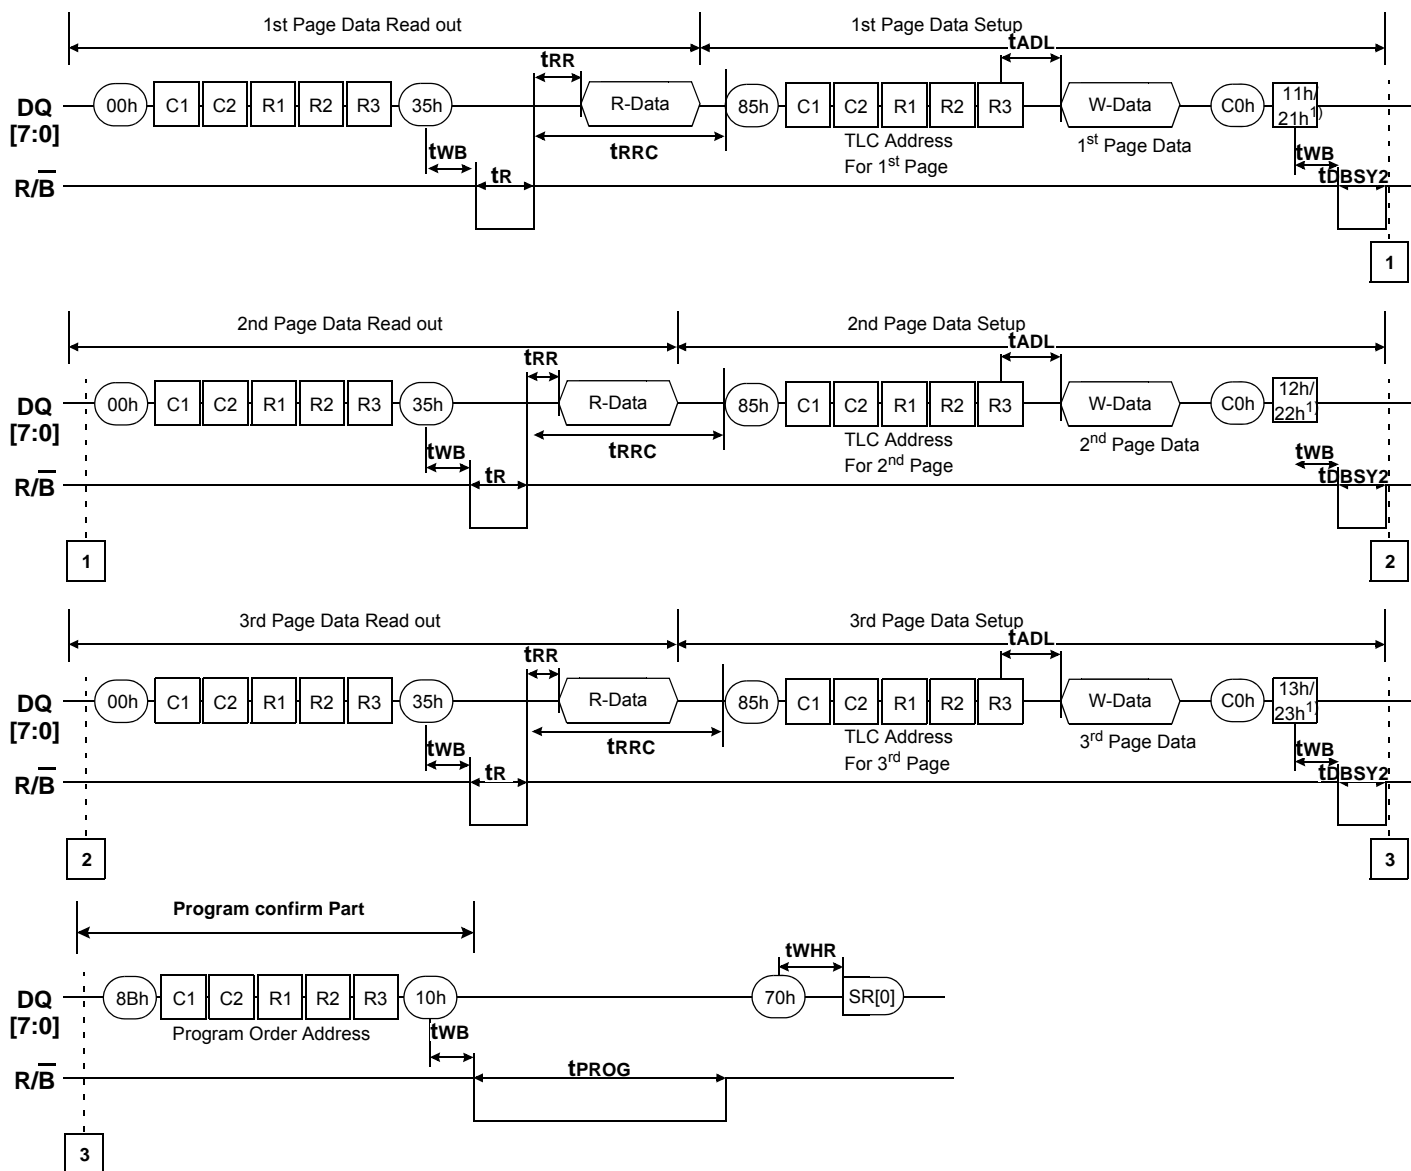 1st Page Data Read out 1st Page Data Setup
tRR tADL
DQ [7:0] 00h C1 C2 R1 R2 R3 35h R-Data 85h C1 C2 R1 R2 R3 W-Data C0h 11h/ 21h1)
tWB tRRC TLC Address For 1st Page 1st Page Data tWB
R/B tR tDBSY2
1
2nd Page Data Read out 2nd Page Data Setup
tRR tADL
DQ [7:0] 00h C1 C2 R1 R2 R3 35h R-Data 85h C1 C2 R1 R2 R3 W-Data C0h 12h/ 22h1)
tWB tRRC TLC Address For 2nd Page 2nd Page Data tWB
R/B tR tDBSY2
1 2
3rd Page Data Read out 3rd Page Data Setup
tRR tADL
DQ [7:0] 00h C1 C2 R1 R2 R3 35h R-Data 85h C1 C2 R1 R2 R3 W-Data C0h 13h/ 23h1)
tWB tRRC TLC Address For 3rd Page 3rd Page Data tWB
R/B tR tDBSY2
2 3
Program confirm Part
tWHR
DQ [7:0] 8Bh C1 C2 R1 R2 R3 10h 70h SR[0]
Program Order Address tWB
R/B tPROG
3